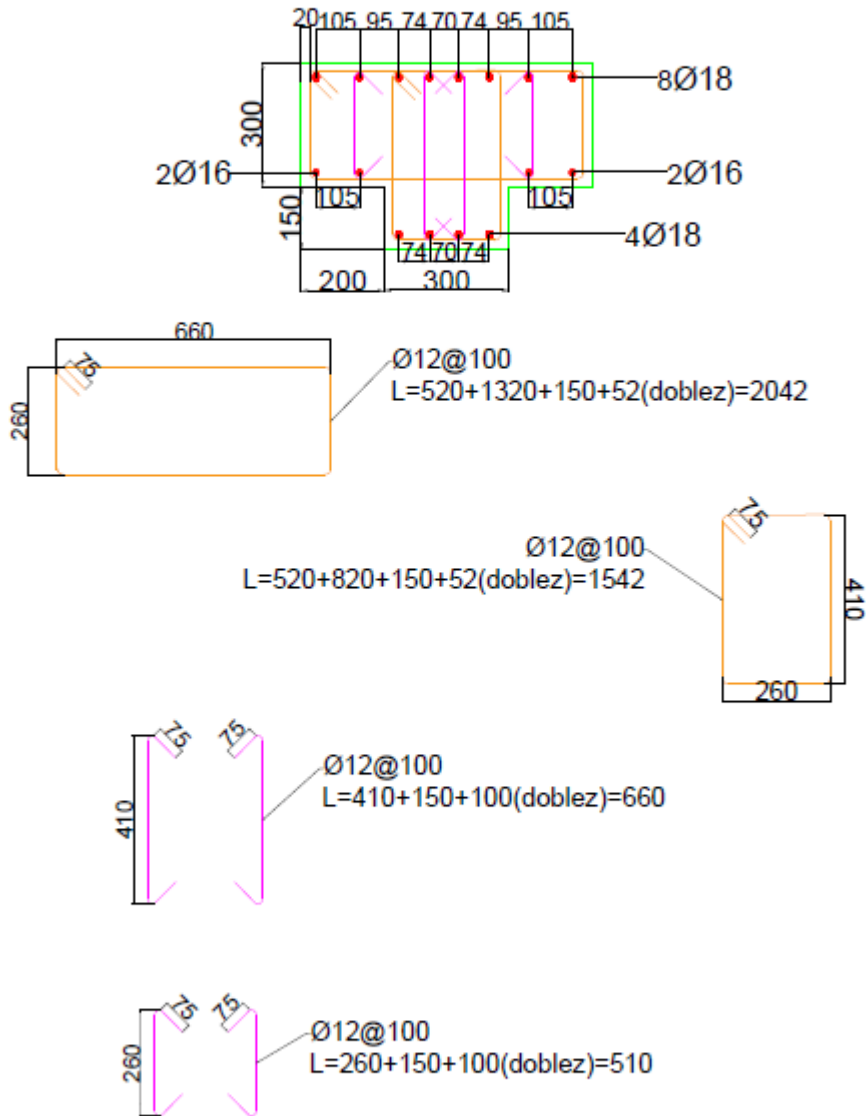 20 105 95 74 70 74 95 105
8Ø18
300
2Ø16
2Ø16
105
105
150
4Ø18
74 70 74
200 300
660
75
260
Ø12@100
L=520+1320+150+52(doblez)=2042
75
Ø12@100
L=520+820+150+52(doblez)=1542
410
260
75 75
410
Ø12@100
L=410+150+100(doblez)=660
75 75
260
Ø12@100
L=260+150+100(doblez)=510